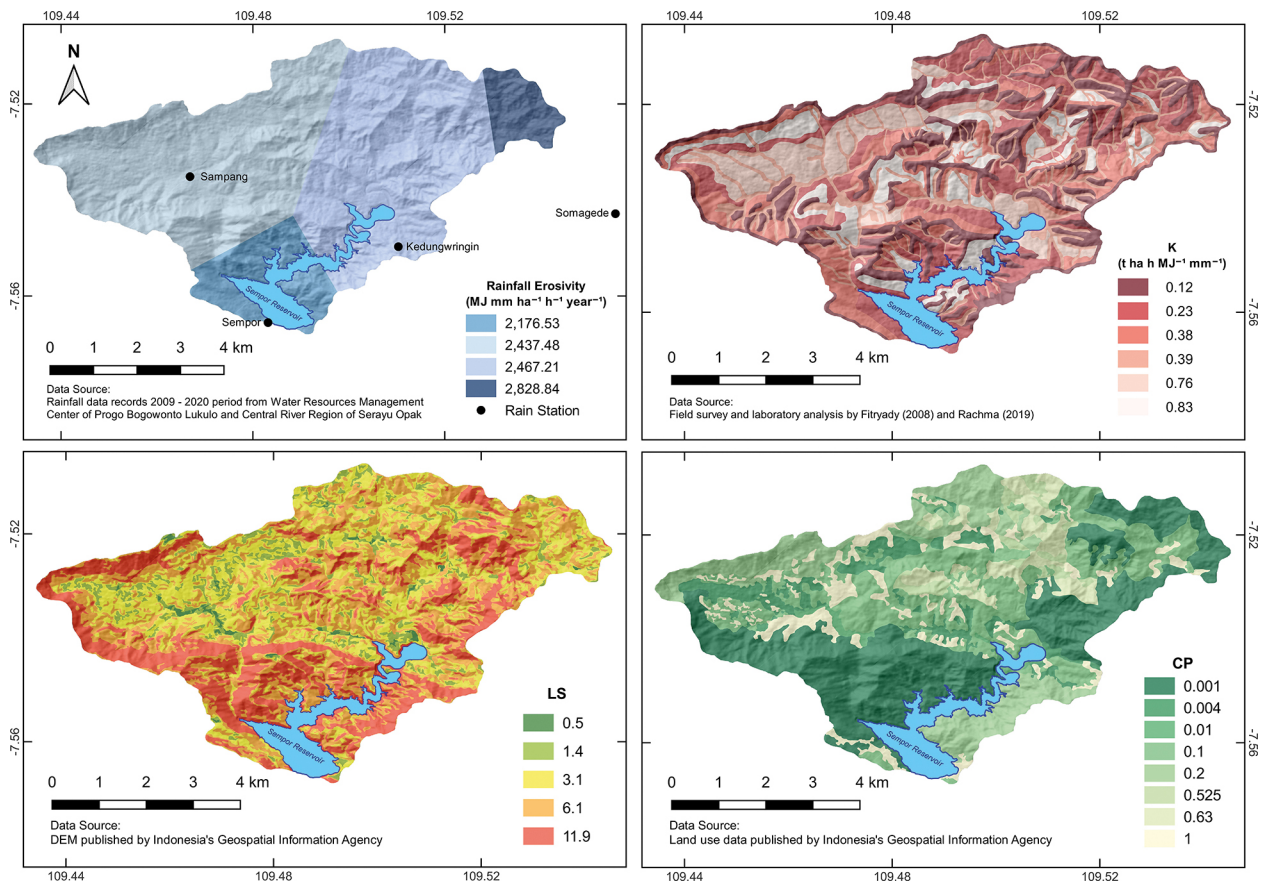 109.44
109.48
109.52
N
Sampang
Somagede
Kedungwringin
Sempor Reservoir
Sempor
Rainfall Erosivity
(MJ mm ha⁻¹ h⁻¹ year⁻¹)
2,176.53
2,437.48
2,467.21
2,828.84
Rain Station
0 1 2 3 4 km
Data Source:
Rainfall data records 2009 - 2020 period from Water Resources Management
Center of Progo Bogowonto Lukulo and Central River Region of Serayu Opak
-7.52
-7.56
109.44
109.48
109.52
-7.52
-7.56
Sempor Reservoir
K
(t ha h MJ⁻¹ mm⁻¹)
0.12
0.23
0.38
0.39
0.76
0.83
0 1 2 3 4 km
Data Source:
Field survey and laboratory analysis by Fitryady (2008) and Rachma (2019)
-7.52
-7.56
Sempor Reservoir
LS
0.5
1.4
3.1
6.1
11.9
0 1 2 3 4 km
Data Source:
DEM published by Indonesia's Geospatial Information Agency
109.44
109.48
109.52
-7.52
-7.56
Sempor Reservoir
CP
0.001
0.004
0.01
0.1
0.2
0.525
0.63
1
0 1 2 3 4 km
Data Source:
Land use data published by Indonesia's Geospatial Information Agency
109.44
109.48
109.52